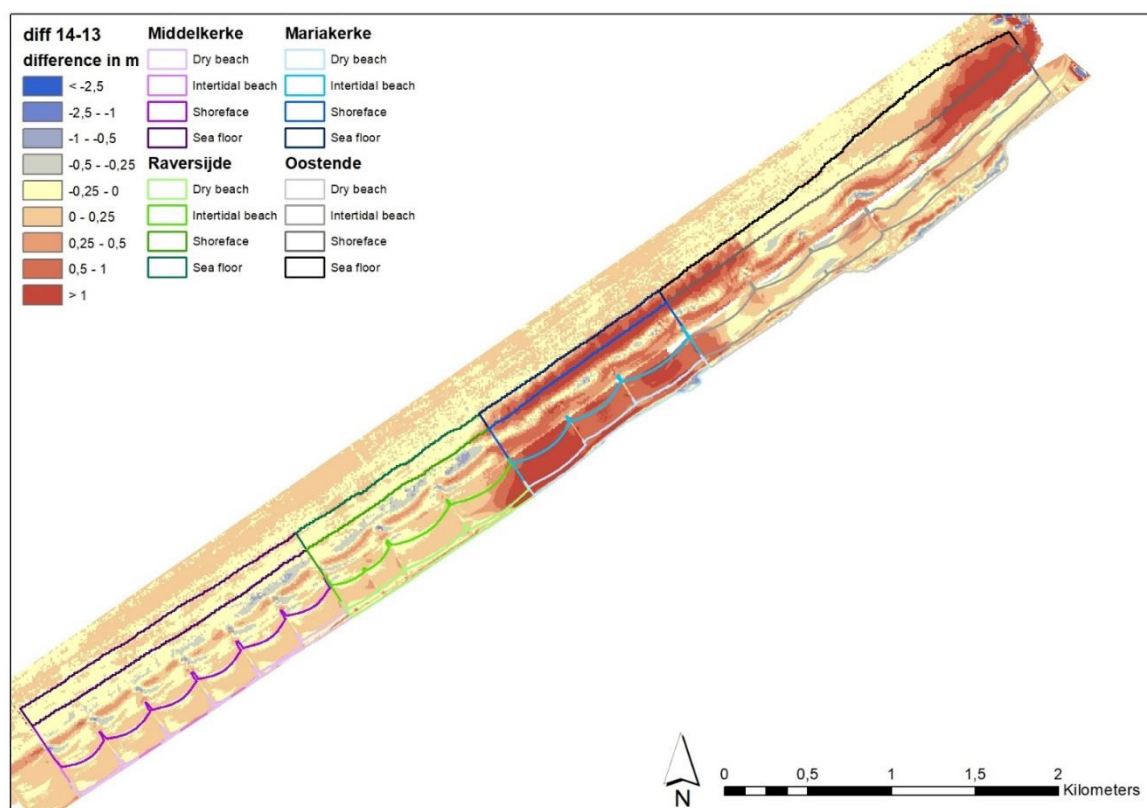 diff 14-13
difference in m
< -2,5
-2,5 - -1
-1 - -0,5
-0,5 - -0,25
-0,25 - 0
0 - 0,25
0,25 - 0,5
0,5 - 1
> 1
Middelkerke
Dry beach
Intertidal beach
Shoreface
Sea floor
Raversijde
Dry beach
Intertidal beach
Shoreface
Sea floor
Mariakerke
Dry beach
Intertidal beach
Shoreface
Sea floor
Oostende
Dry beach
Intertidal beach
Shoreface
Sea floor
N
0 0,5 1 1,5 2
Kilometers